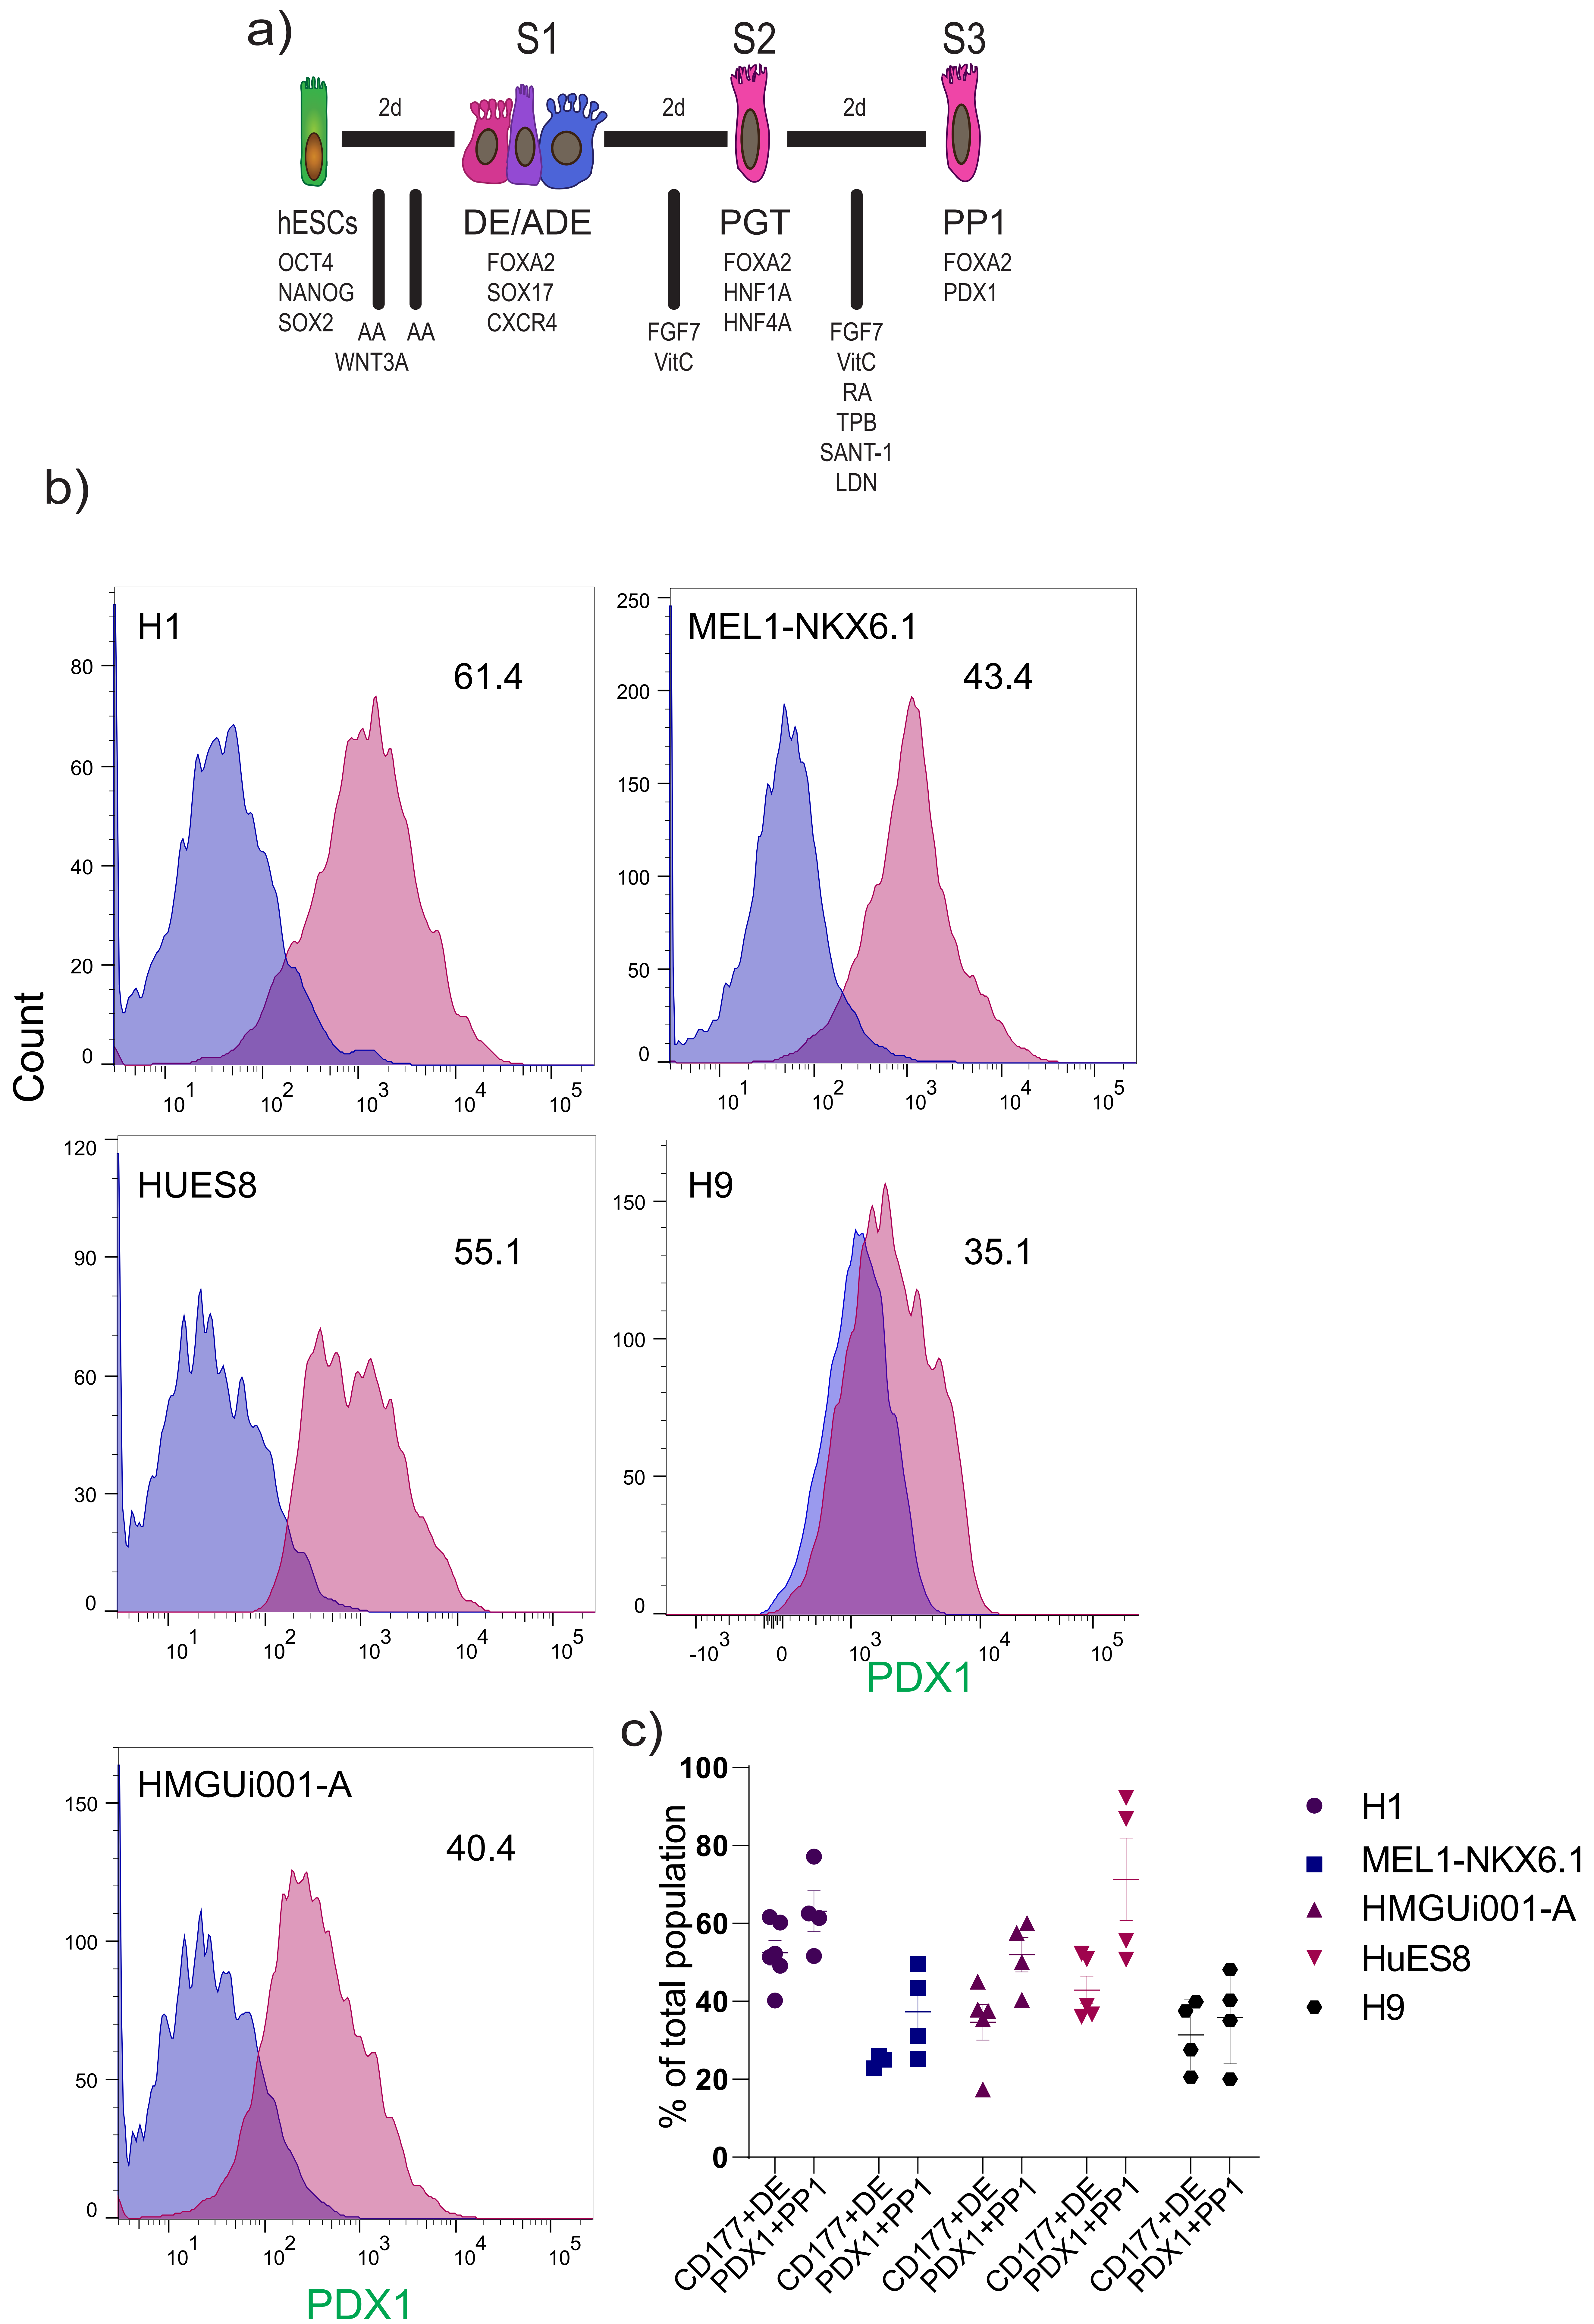 a)
S1
S2
S3
2d
2d
2d
hESCs
OCT4
NANOG
SOX2
AA
WNT3A
AA
DE/ADE
FOXA2
SOX17
CXCR4
FGF7
VitC
PGT
FOXA2
HNF1A
HNF4A
FGF7
VitC
RA
TPB
SANT-1
LDN
PP1
FOXA2
PDX1
b)
Count
H1
61.4
80
60
40
20
0
10^1 10^2 10^3 10^4 10^5
MEL1-NKX6.1
43.4
250
200
150
100
50
0
10^1 10^2 10^3 10^4 10^5
HUES8
55.1
120
90
60
30
0
10^1 10^2 10^3 10^4 10^5
H9
35.1
150
100
50
0
-10^3 0 10^3 10^4 10^5
PDX1
HMGUi001-A
40.4
150
100
50
0
10^1 10^2 10^3 10^4 10^5
PDX1
c)
% of total population
100
80
60
40
20
0
CD177+DE
PDX1+PP1
CD177+DE
PDX1+PP1
CD177+DE
PDX1+PP1
CD177+DE
PDX1+PP1
CD177+DE
PDX1+PP1
H1
MEL1-NKX6.1
HMGUi001-A
HuES8
H9